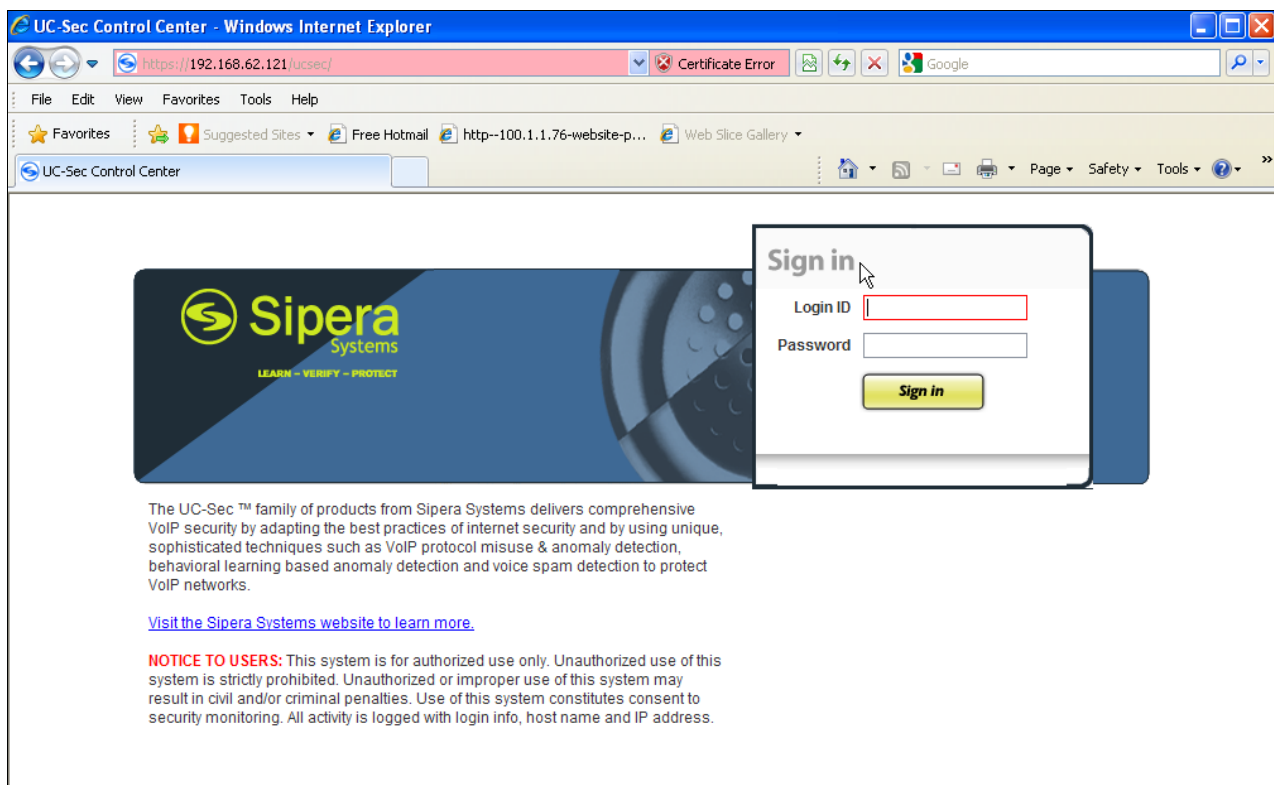 UC-Sec Control Center - Windows Internet Explorer
https://192.168.62.121/ucsec/
Certificate Error
Google
File Edit View Favorites Tools Help
Favorites Suggested Sites Free Hotmail http--100.1.1.76-website-p... Web Slice Gallery
UC-Sec Control Center
Page Safety Tools »
Sipera
Systems
LEARN – VERIFY – PROTECT
Sign in
Login ID
Password
Sign in
The UC-Sec ™ family of products from Sipera Systems delivers comprehensive
VoIP security by adapting the best practices of internet security and by using unique,
sophisticated techniques such as VoIP protocol misuse & anomaly detection,
behavioral learning based anomaly detection and voice spam detection to protect
VoIP networks.
Visit the Sipera Systems website to learn more.
NOTICE TO USERS: This system is for authorized use only. Unauthorized use of this
system is strictly prohibited. Unauthorized or improper use of this system may
result in civil and/or criminal penalties. Use of this system constitutes consent to
security monitoring. All activity is logged with login info, host name and IP address.